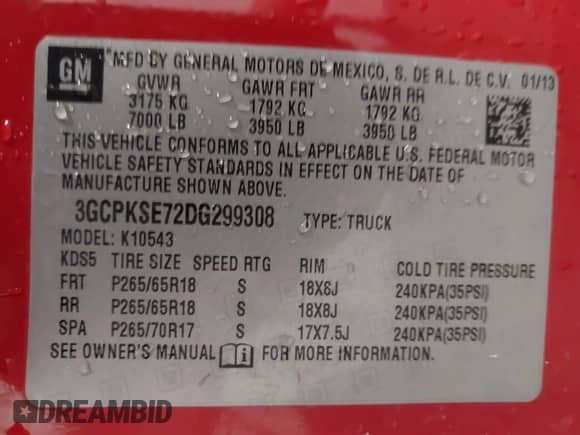 GM
MFD BY GENERAL MOTORS DE MEXICO, S. DE R.L. DE C.V. 01/13
GVWR GAWR FRT GAWR RR
3175 KG 1792 KG 1792 KG
7000 LB 3950 LB 3950 LB
THIS VEHICLE CONFORMS TO ALL APPLICABLE U.S. FEDERAL MOTOR
VEHICLE SAFETY STANDARDS IN EFFECT ON THE DATE OF
MANUFACTURE SHOWN ABOVE.
3GCPKSE72DG299308 TYPE: TRUCK
MODEL: K10543
KDS5 TIRE SIZE SPEED RTG RIM COLD TIRE PRESSURE
FRT P265/65R18 S 18X8J 240KPA(35PSI)
RR P265/65R18 S 18X8J 240KPA(35PSI)
SPA P265/70R17 S 17X7.5J 240KPA(35PSI)
SEE OWNER'S MANUAL FOR MORE INFORMATION.
DREAMBID